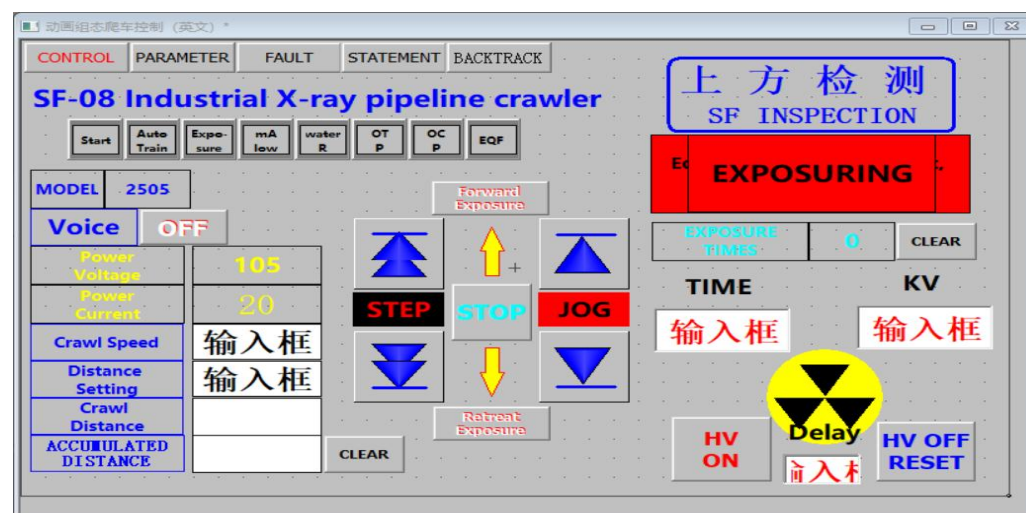 动画组态爬车控制 (英文) *
CONTROL PARAMETER FAULT STATEMENT BACKTRACK
SF-08 Industrial X-ray pipeline crawler
上方检测
SF INSPECTION
Start
Auto
Train
Expo-
sure
mA
low
water
R
OT
P
OC
P
EQF
EXPOSURING
MODEL 2505
Forward
Exposure
Voice OFF
EXPOSURE
TIMES
0
CLEAR
Power
Voltage
105
Power
Current
20
STEP STOP JOG
TIME KV
输入框 输入框
Crawl Speed 输入框
Distance
Setting
输入框
Crawl
Distance
Retreat
Exposure
ACCUMULATED
DISTANCE
CLEAR
HV
ON
Delay
HV OFF
RESET